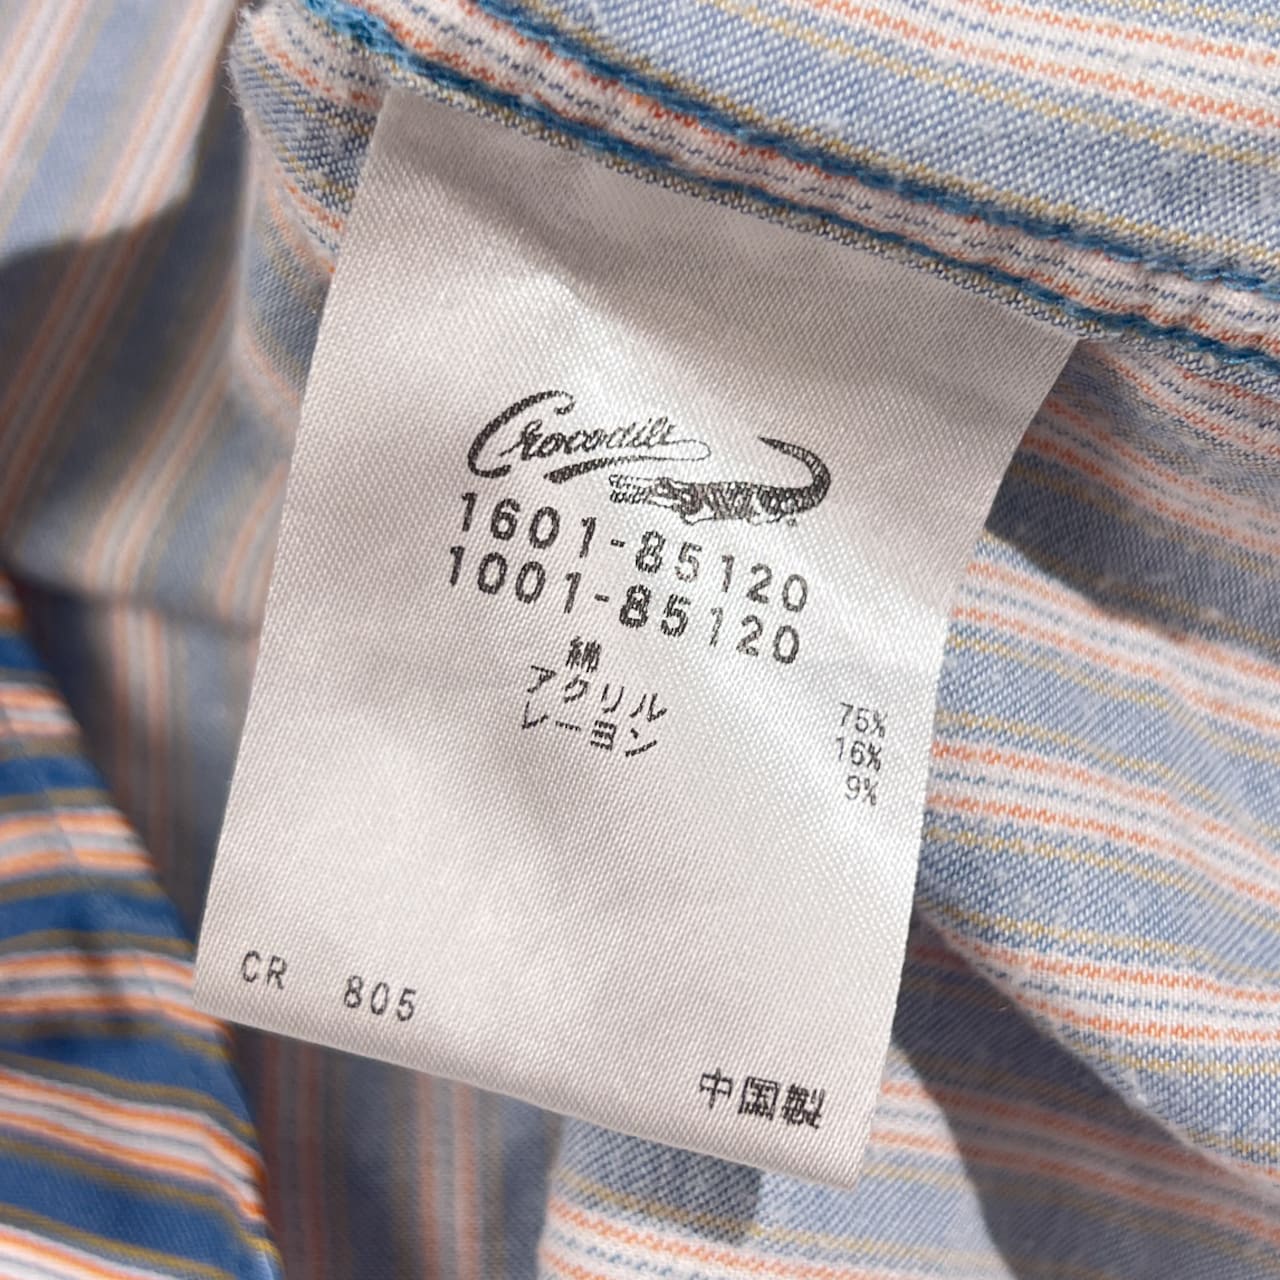 Crocodile
1601-85120
1001-85120
綿 75%
アクリル 16%
レーヨン 9%
CR 805
中国製